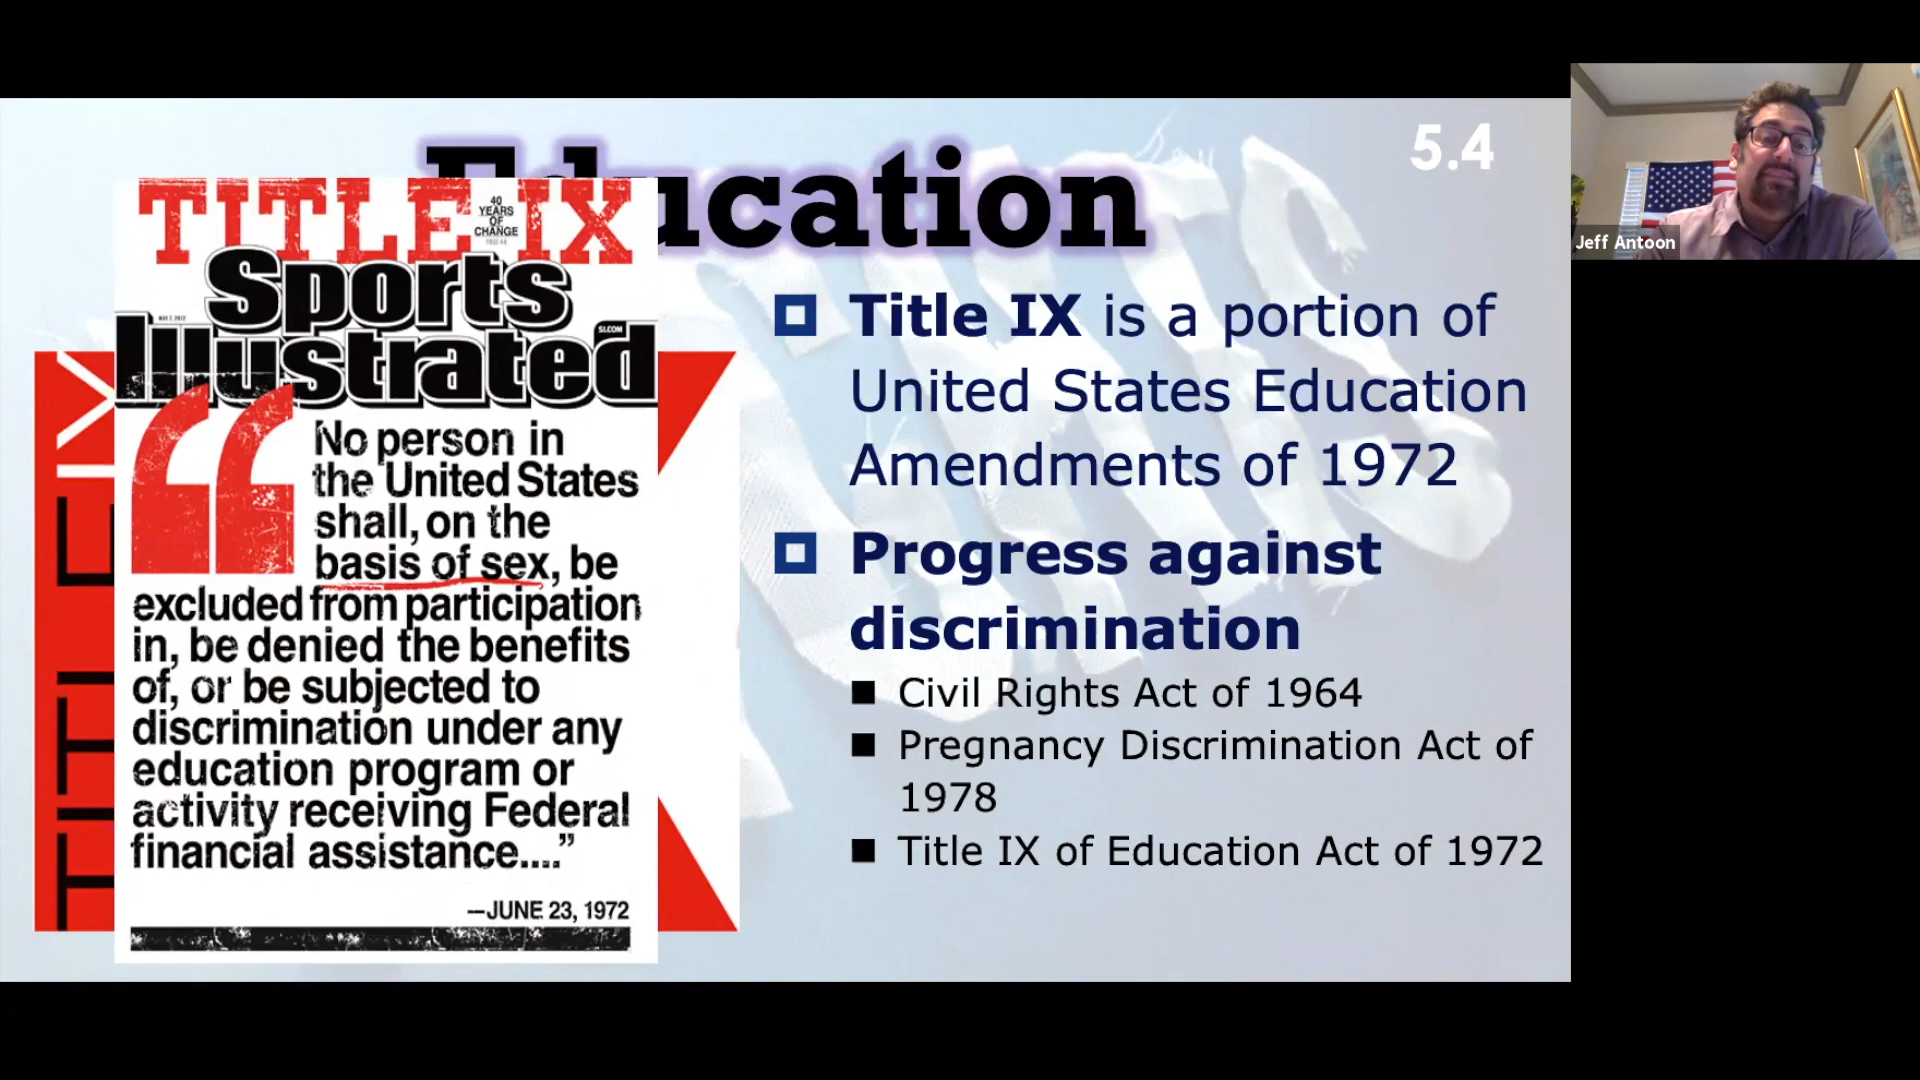 5.4
Education
TITLE IX
40
YEARS
OF
CHANGE
MAY 7, 2012
Sports
SI.COM
Illustrated
“No person in
the United States
shall, on the
basis of sex, be
excluded from participation
in, be denied the benefits
of, or be subjected to
discrimination under any
education program or
activity receiving Federal
financial assistance....”
—JUNE 23, 1972
Title IX is a portion of
United States Education
Amendments of 1972
Progress against
discrimination
Civil Rights Act of 1964
Pregnancy Discrimination Act of
1978
Title IX of Education Act of 1972
Jeff Antoon